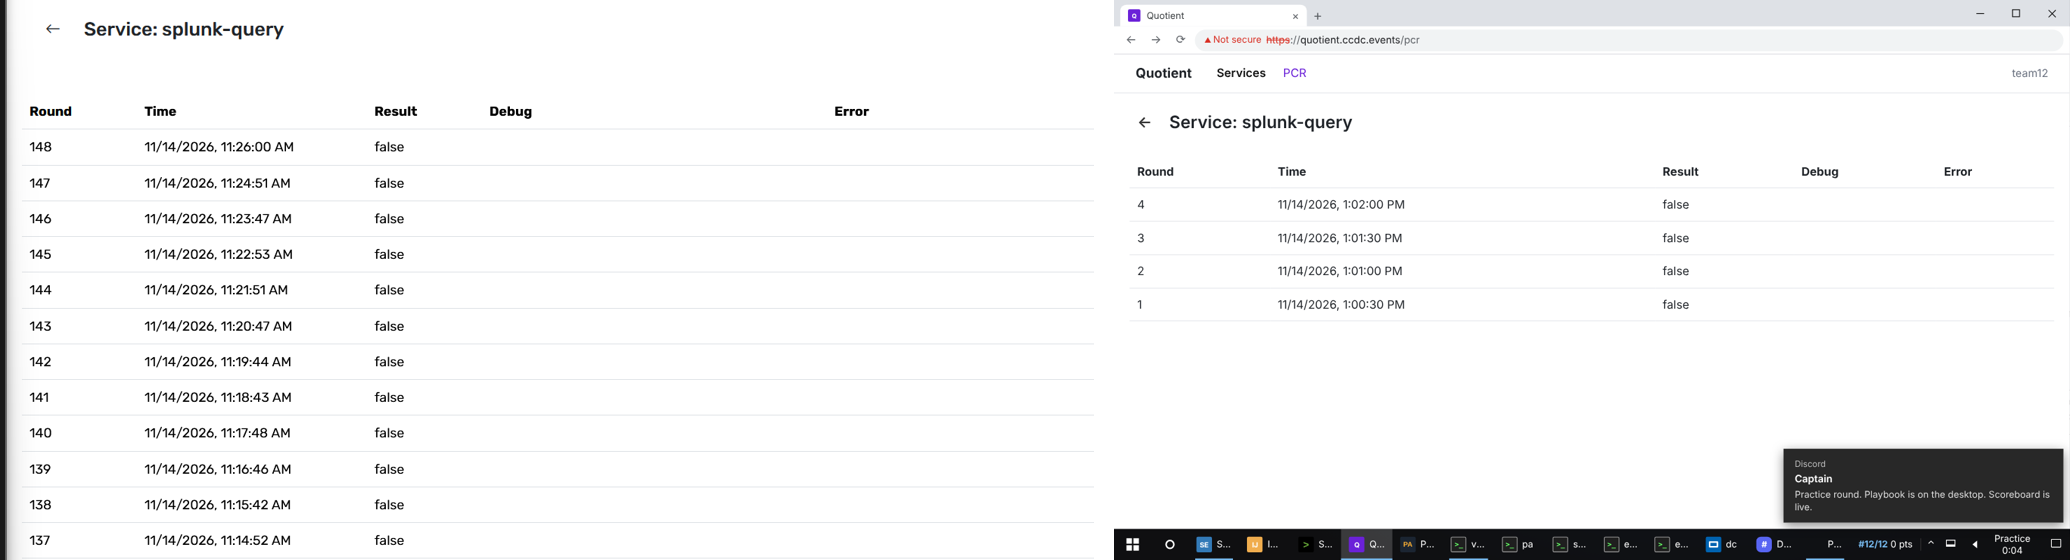 ← Service: splunk-query
Round Time Result Debug Error
148 11/14/2026, 11:26:00 AM false
147 11/14/2026, 11:24:51 AM false
146 11/14/2026, 11:23:47 AM false
145 11/14/2026, 11:22:53 AM false
144 11/14/2026, 11:21:51 AM false
143 11/14/2026, 11:20:47 AM false
142 11/14/2026, 11:19:44 AM false
141 11/14/2026, 11:18:43 AM false
140 11/14/2026, 11:17:48 AM false
139 11/14/2026, 11:16:46 AM false
138 11/14/2026, 11:15:42 AM false
137 11/14/2026, 11:14:52 AM false
Q Quotient × +
Not secure https://quotient.ccdc.events/pcr
Quotient Services PCR team12
← Service: splunk-query
Round Time Result Debug Error
4 11/14/2026, 1:02:00 PM false
3 11/14/2026, 1:01:30 PM false
2 11/14/2026, 1:01:00 PM false
1 11/14/2026, 1:00:30 PM false
Discord
Captain
Practice round. Playbook is on the desktop. Scoreboard is
live.
SE S... I... > S... Q Q... PA P... >_ v... >_ pa >_ s... >_ e... >_ e... dc # D... P... #12/12 0 pts Practice
0:04